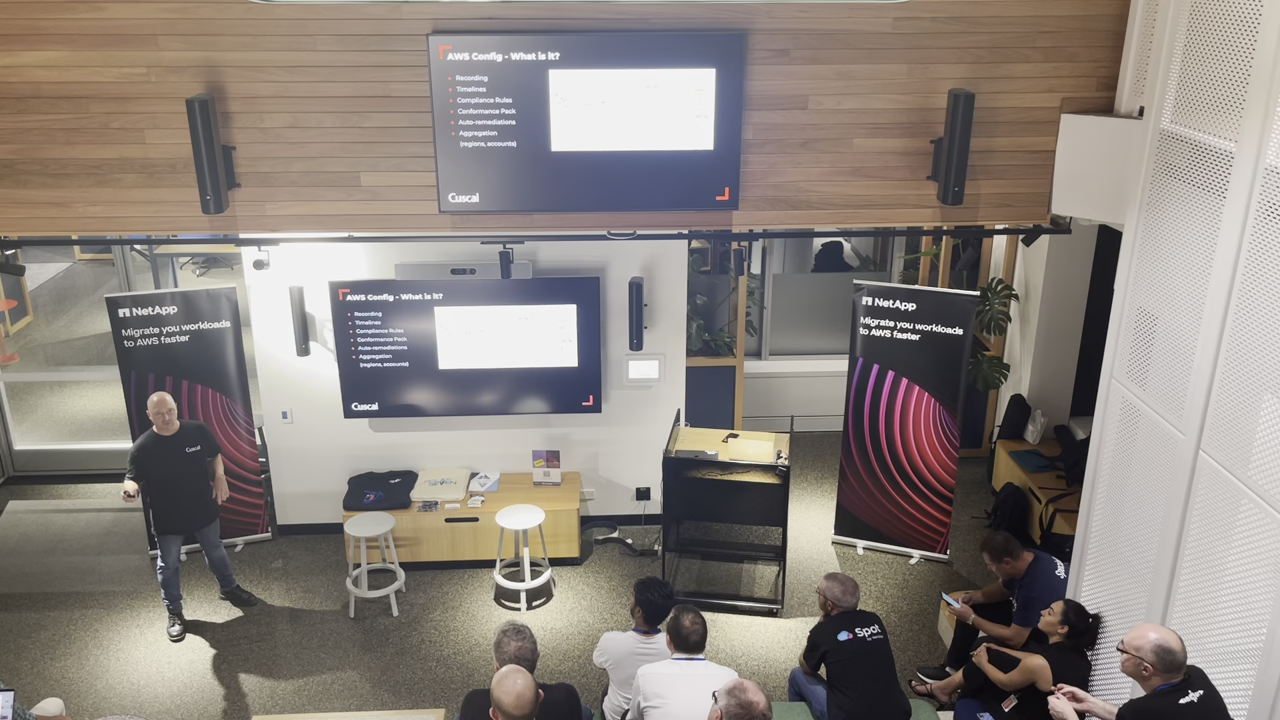 AWS Config - What is it?
Recording
Timelines
Compliance Rules
Conformance Pack
Auto-remediations
Aggregation
(regions, accounts)
Cuscal
NetApp
Migrate you workloads
to AWS faster
AWS Config - What is it?
Recording
Timelines
Compliance Rules
Conformance Pack
Auto-remediations
Aggregation
(regions, accounts)
Cuscal
NetApp
Migrate you workloads
to AWS faster
Cuscal
Spot